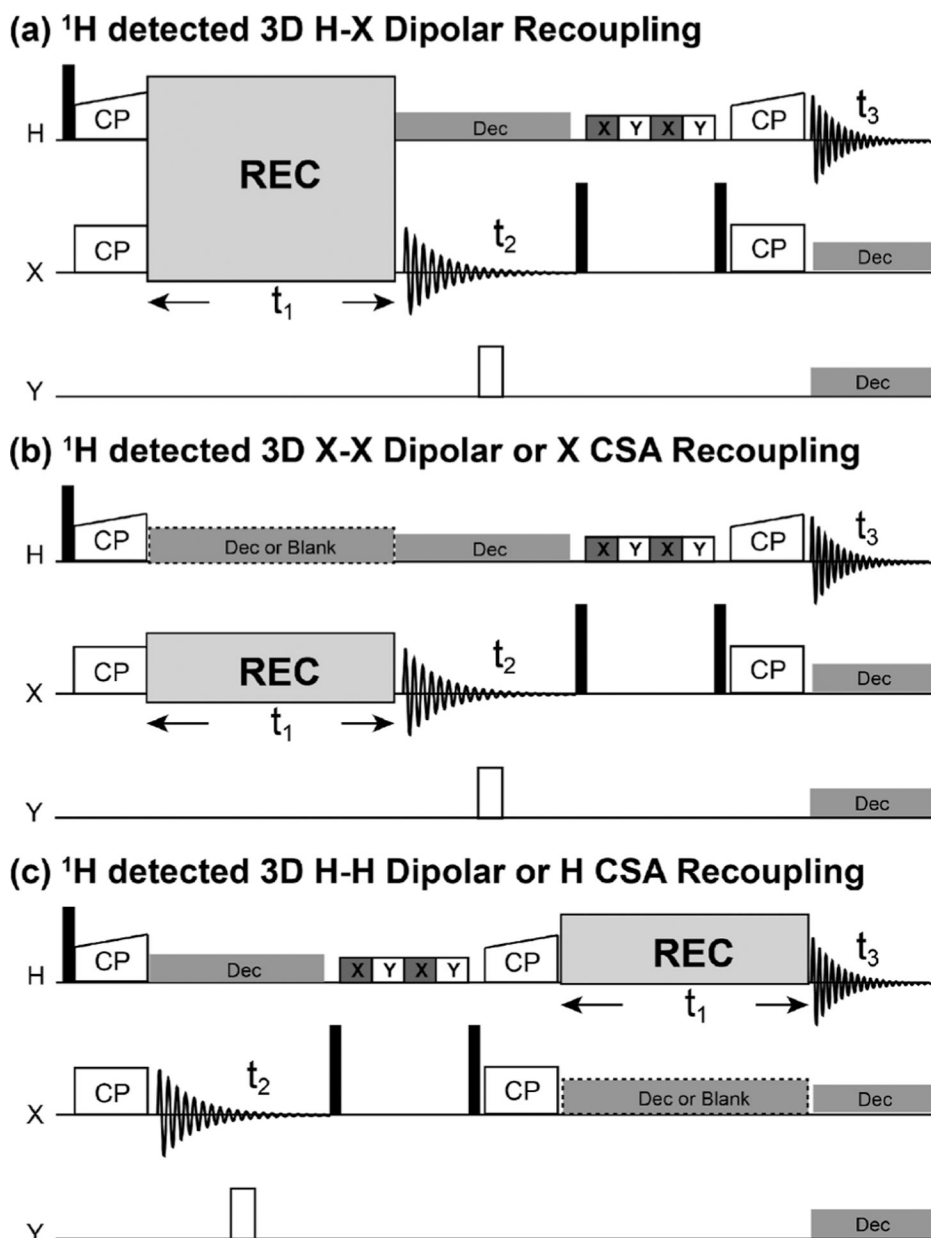 (a) ¹H detected 3D H-X Dipolar Recoupling
H CP REC Dec X Y X Y CP t₃
X CP t₂ CP Dec
t₁
Y Dec
(b) ¹H detected 3D X-X Dipolar or X CSA Recoupling
H CP Dec or Blank Dec X Y X Y CP t₃
X CP REC t₂ CP Dec
t₁
Y Dec
(c) ¹H detected 3D H-H Dipolar or H CSA Recoupling
H CP Dec X Y X Y CP REC t₃
t₁
X CP t₂ CP Dec or Blank Dec
Y Dec